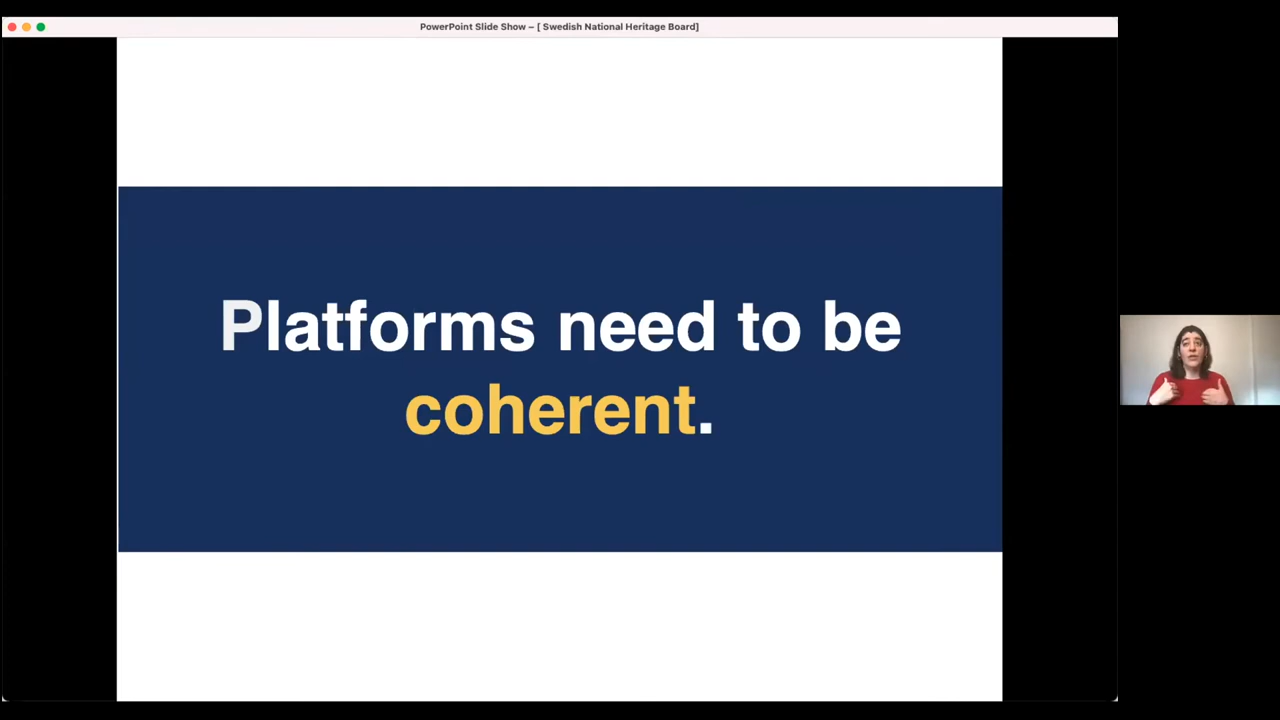 PowerPoint Slide Show – [ Swedish National Heritage Board]
Platforms need to be
coherent.